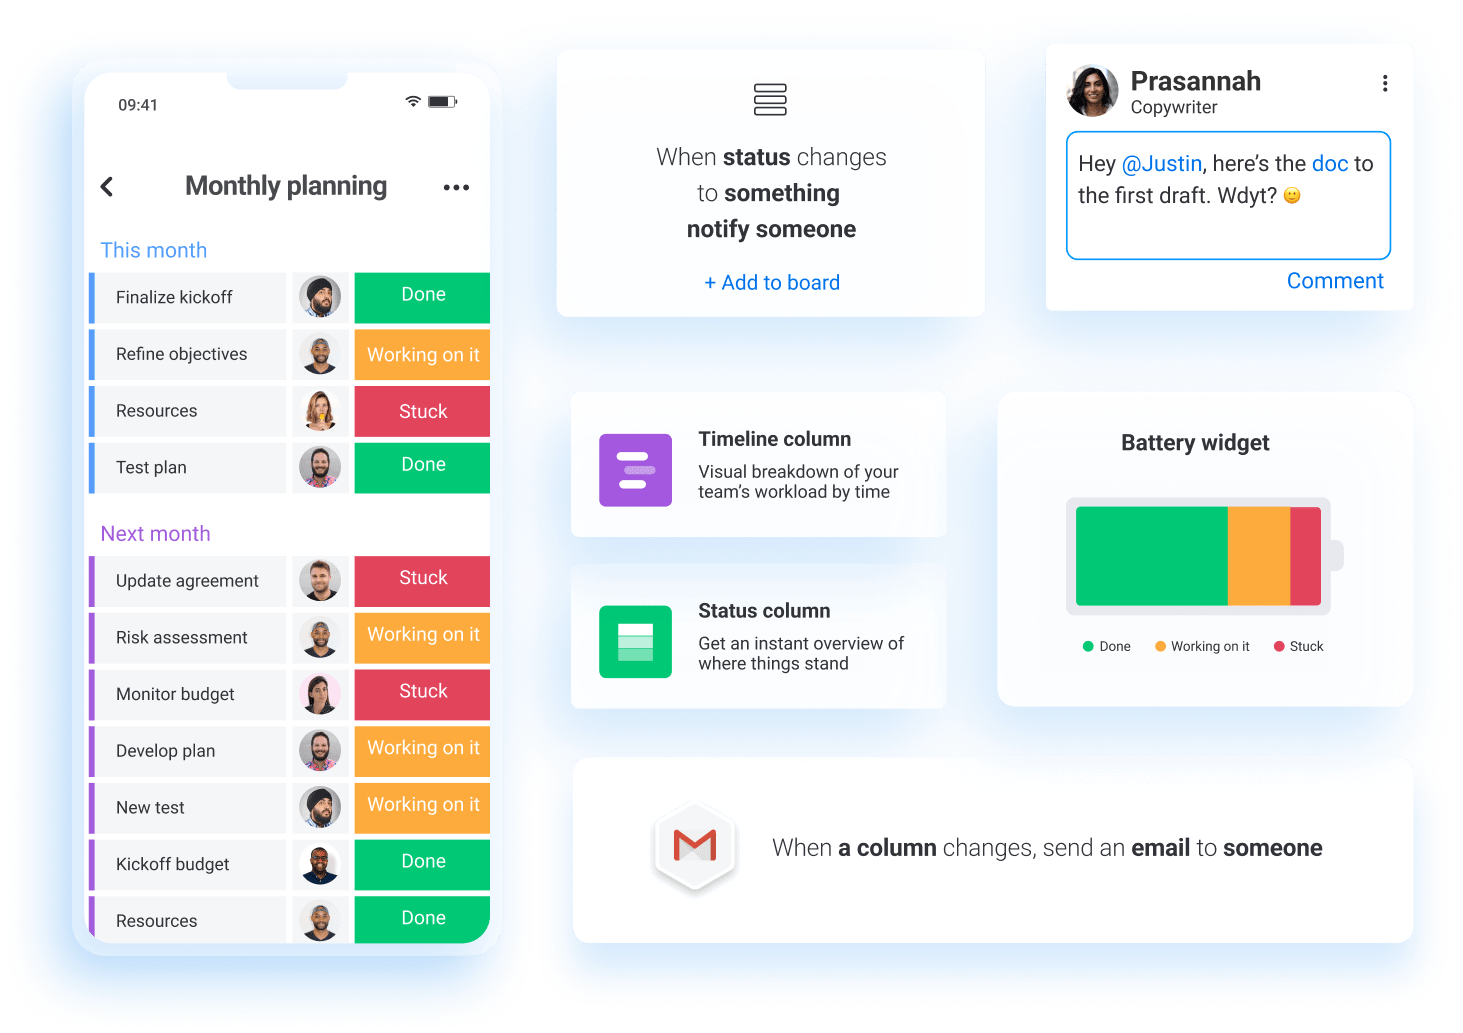 09:41
Monthly planning
This month
Finalize kickoff Done
Refine objectives Working on it
Resources Stuck
Test plan Done
Next month
Update agreement Stuck
Risk assessment Working on it
Monitor budget Stuck
Develop plan Working on it
New test Working on it
Kickoff budget Done
Resources Done
When status changes
to something
notify someone
+ Add to board
Prasannah
Copywriter
Hey @Justin, here’s the doc to
the first draft. Wdyt? 🙂
Comment
Timeline column
Visual breakdown of your
team’s workload by time
Status column
Get an instant overview of
where things stand
Battery widget
Done Working on it Stuck
When a column changes, send an email to someone